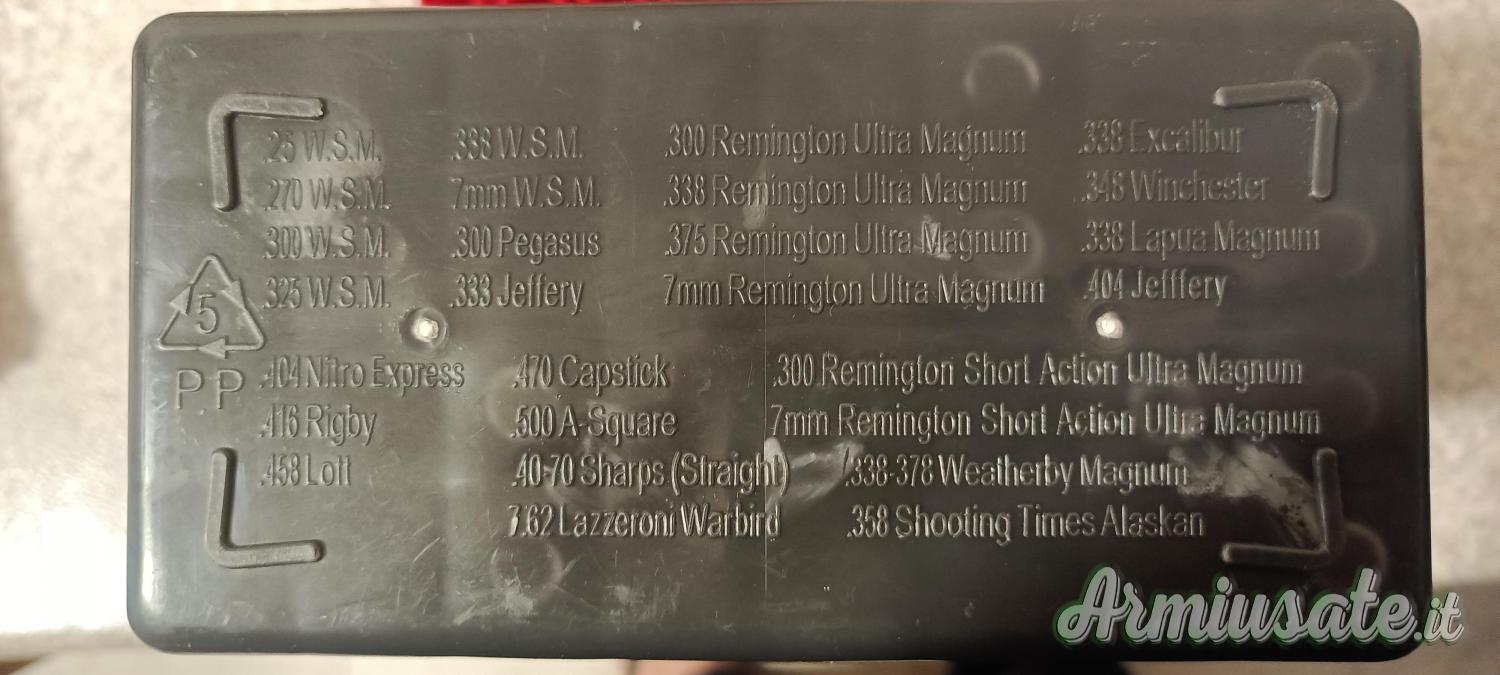 .25 W.S.M. .338 W.S.M. .300 Remington Ultra Magnum .338 Excalibur
.270 W.S.M. 7mm W.S.M. .338 Remington Ultra Magnum .348 Winchester
.300 W.S.M. .300 Pegasus .375 Remington Ultra Magnum .338 Lapua Magnum
.325 W.S.M. .333 Jeffery 7mm Remington Ultra Magnum .404 Jefffery
5
PP .404 Nitro Express .470 Capstick .300 Remington Short Action Ultra Magnum
.416 Rigby .500 A-Square 7mm Remington Short Action Ultra Magnum
.458 Lott .40-70 Sharps (Straight) .338-378 Weatherby Magnum
7.62 Lazzeroni Warbird .358 Shooting Times Alaskan
Armiusate.it